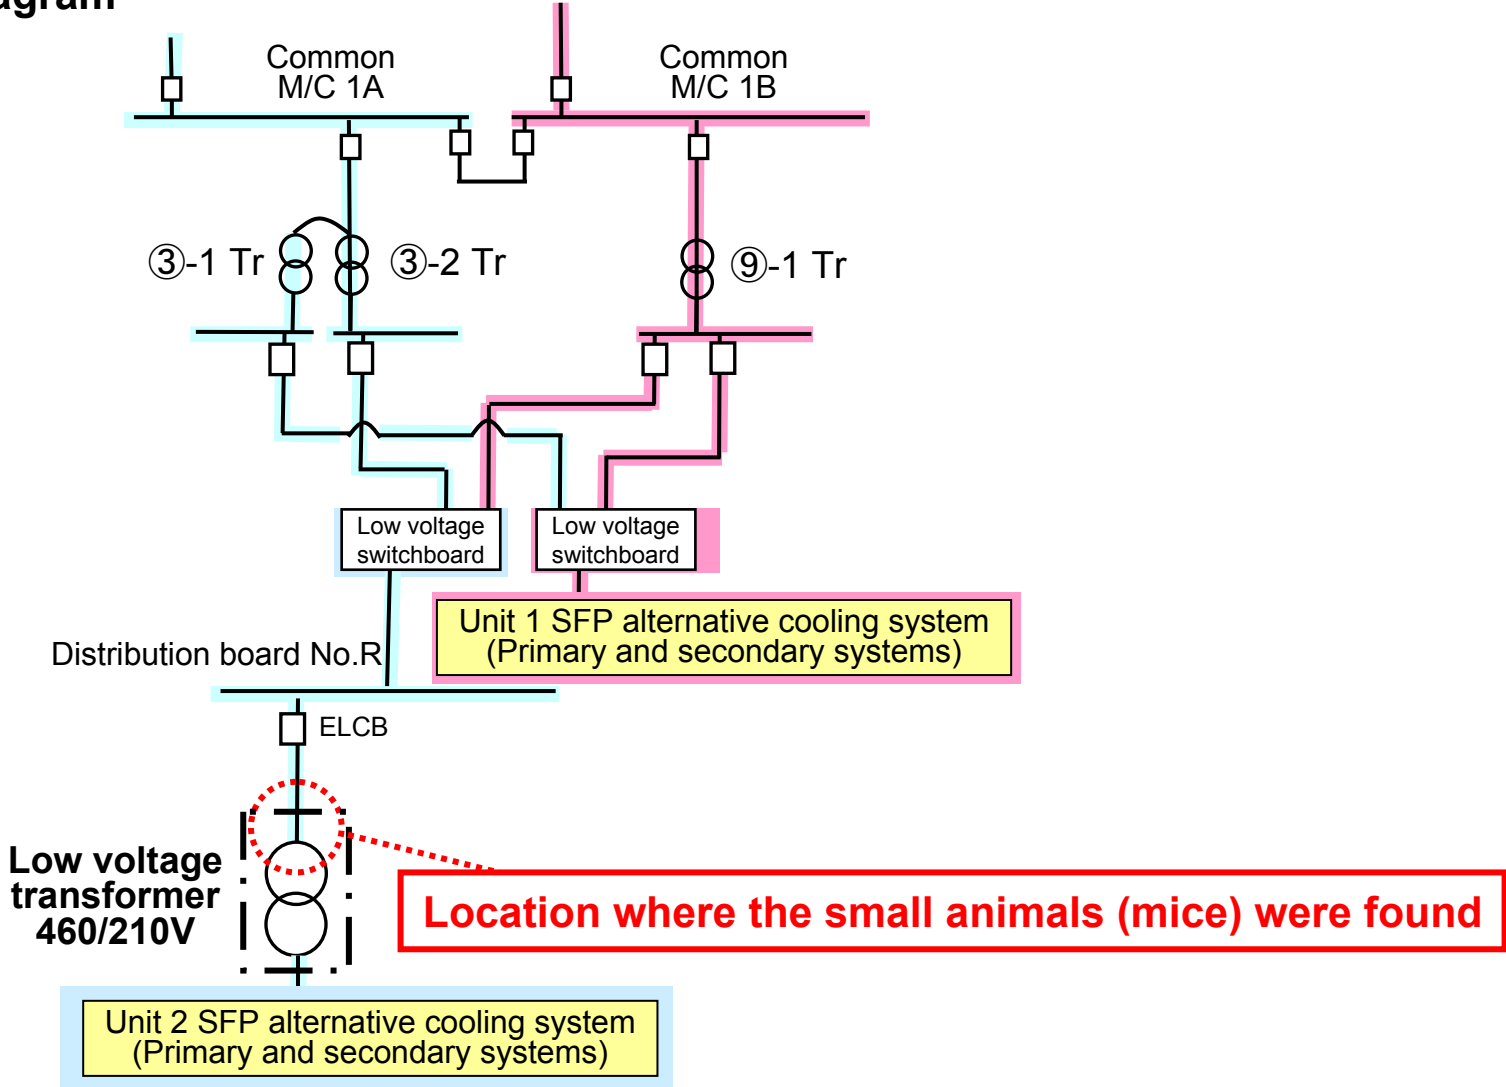 Common
M/C 1A
Common
M/C 1B
③-1 Tr
③-2 Tr
⑨-1 Tr
Low voltage
switchboard
Low voltage
switchboard
Unit 1 SFP alternative cooling system
(Primary and secondary systems)
Distribution board No.R
ELCB
Low voltage
transformer
460/210V
Location where the small animals (mice) were found
Unit 2 SFP alternative cooling system
(Primary and secondary systems)